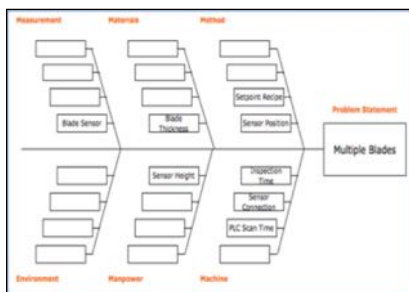 Measurement
Materials
Method
Setpoint Recipe
Problem Statement
Blade Sensor
Blade
Thickness
Sensor Position
Multiple Blades
Sensor Height
Inspection
Time
Sensor
Connection
PLC Scan Time
Environment
Manpower
Machine